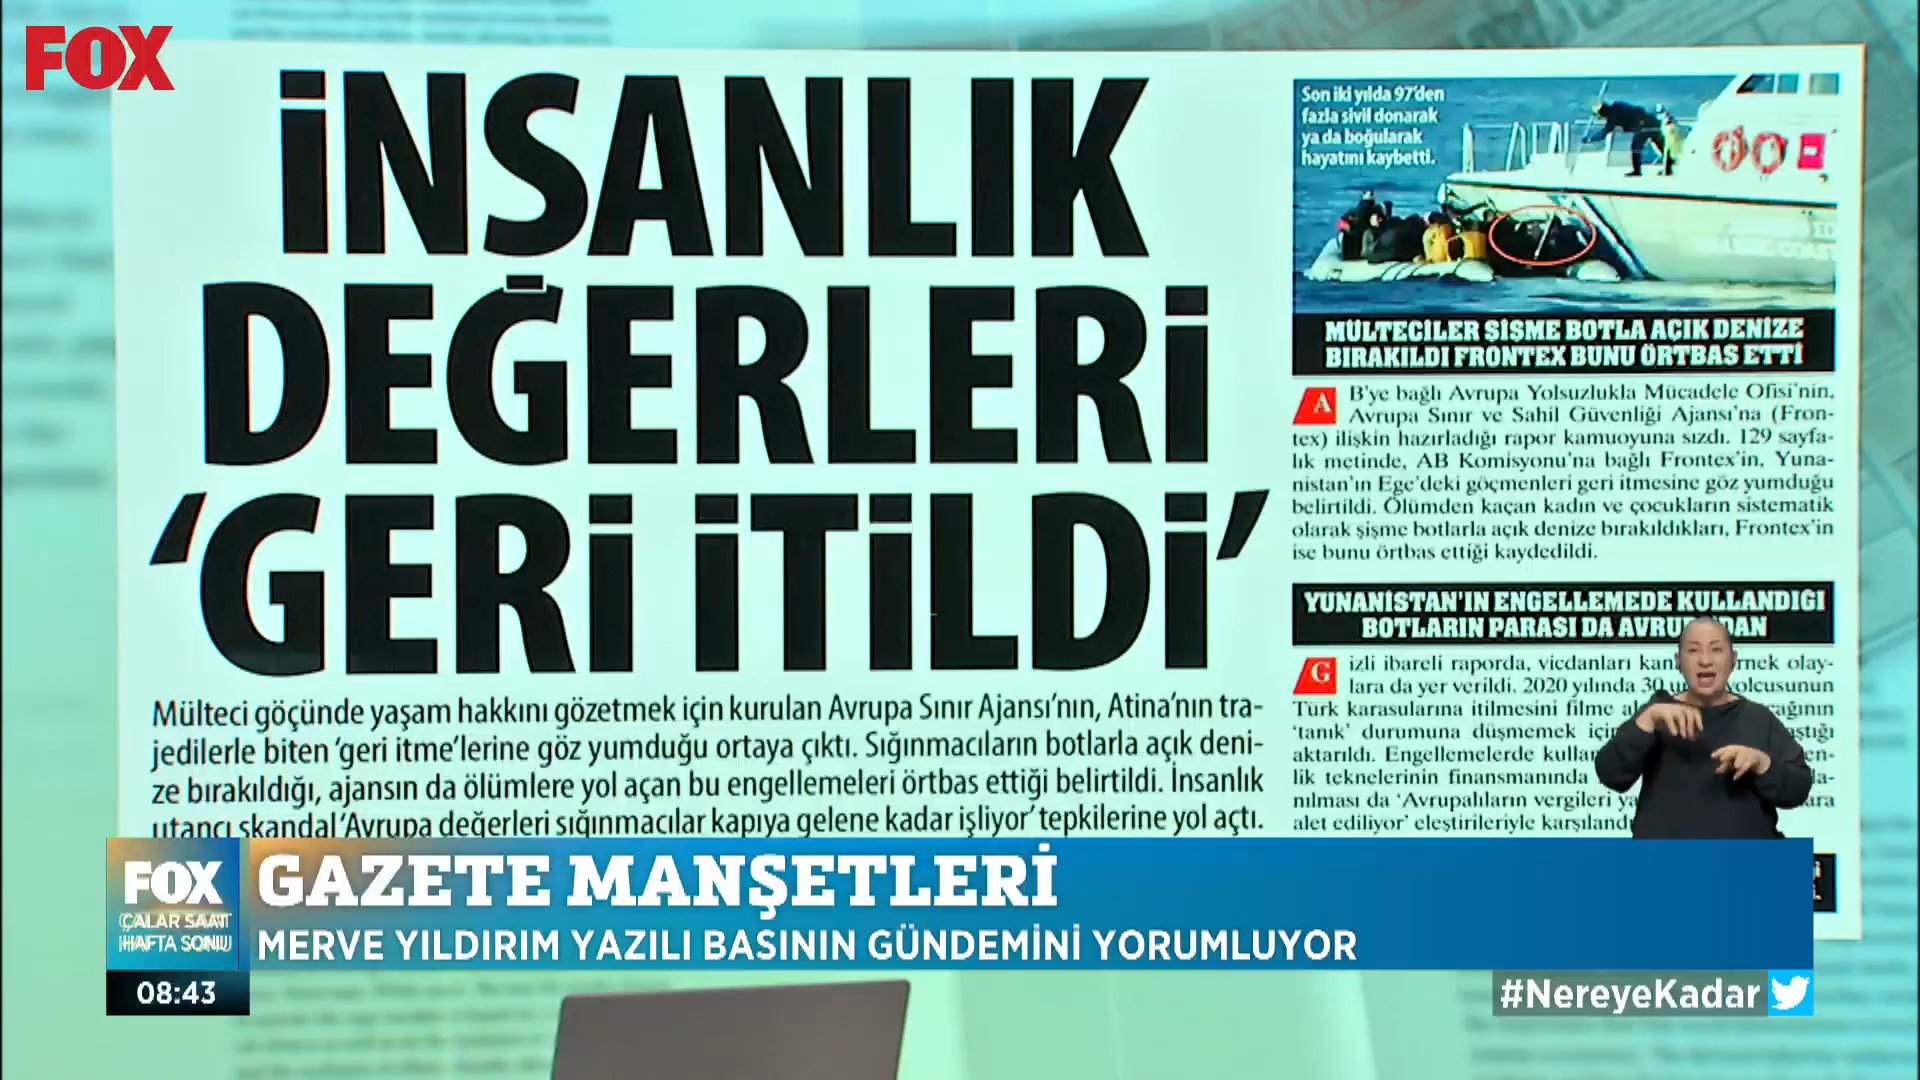 FOX
İNSANLIK
DEĞERLERİ
‘GERİ İTİLDİ’
Mülteci göçünde yaşam hakkını gözetmek için kurulan Avrupa Sınır Ajansı’nın, Atina’nın tra-
jedilerle biten ‘geri itme’lerine göz yumduğu ortaya çıktı. Sığınmacıların botlarla açık deni-
ze bırakıldığı, ajansın da ölümlere yol açan bu engellemeleri örtbas ettiği belirtildi. İnsanlık
utancı skandal ‘Avrupa değerleri sığınmacılar kapıya gelene kadar işliyor’ tepkilerine yol açtı.
Son iki yılda 97’den
fazla sivil donarak
ya da boğularak
hayatını kaybetti.
MÜLTECİLER ŞİŞME BOTLA AÇIK DENİZE
BIRAKILDI FRONTEX BUNU ÖRTBAS ETTİ
AB’ye bağlı Avrupa Yolsuzlukla Mücadele Ofisi’nin,
Avrupa Sınır ve Sahil Güvenliği Ajansı’na (Fron-
tex) ilişkin hazırladığı rapor kamuoyuna sızdı. 129 sayfa-
lık metinde, AB Komisyonu’na bağlı Frontex’in, Yuna-
nistan’ın Ege’deki göçmenleri geri itmesine göz yumduğu
belirtildi. Ölümden kaçan kadın ve çocukların sistematik
olarak şişme botlarla açık denize bırakıldıkları, Frontex’in
ise bunu örtbas ettiği kaydedildi.
YUNANİSTAN'IN ENGELLEMEDE KULLANDIĞI
BOTLARIN PARASI DA
Gizli ibareli raporda, vicdanları olay-
lara da yer verildi. 2020 yılında 30 yolcusunun
Türk karasularına itilmesini filme
‘tanık’ durumuna düşmemek için
aktarıldı. Engellemelerde
lik teknelerinin finansmanında
nılması da ‘Avrupalıların vergileri
alet ediliyor’ eleştirileriyle
FOX
ÇALAR SAAT
HAFTA SONU
08:43
GAZETE MANŞETLERİ
MERVE YILDIRIM YAZILI BASININ GÜNDEMİNİ YORUMLUYOR
#NereyeKadar